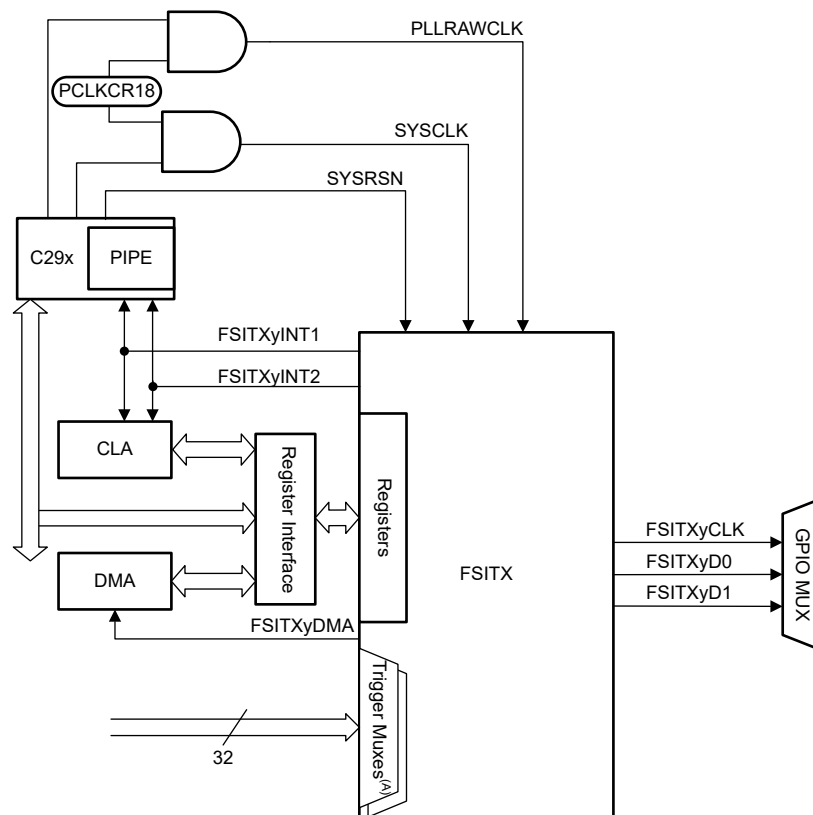 PLLRAWCLK
PCLKCR18
SYSCLK
SYSRSN
C29x
PIPE
FSITXyINT1
FSITXyINT2
CLA
Register Interface
Registers
FSITX
FSITXyCLK
FSITXyD0
FSITXyD1
GPIO MUX
DMA
FSITXyDMA
Trigger Muxes(A)
32